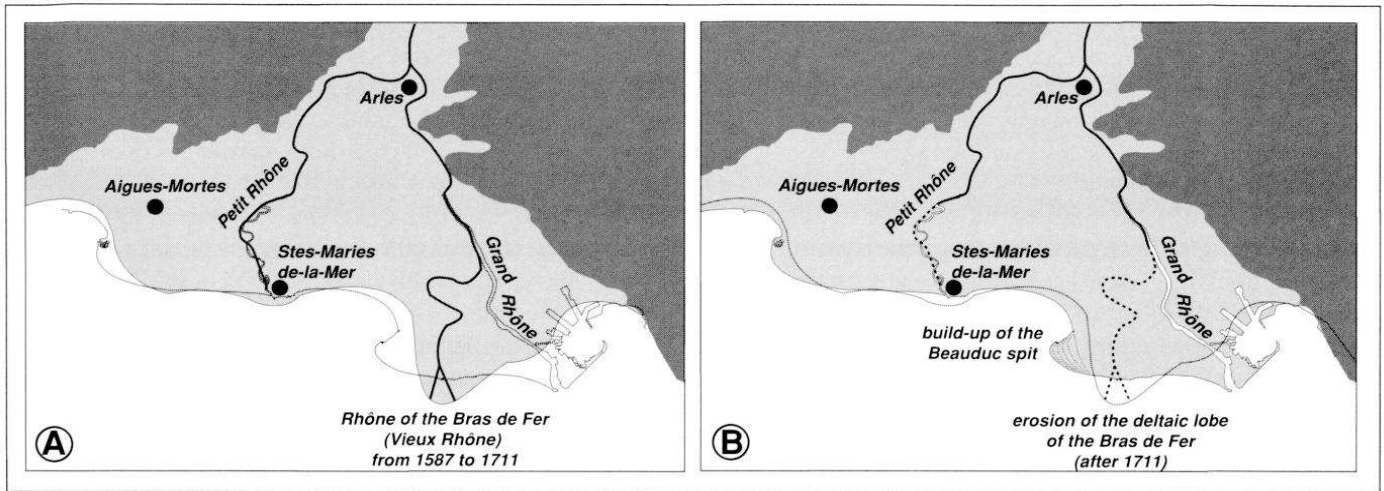 Arles
Aigues-Mortes
Petit Rhône
Stes-Maries
de-la-Mer
Grand Rhône
Rhône of the Bras de Fer
(Vieux Rhône)
from 1587 to 1711
A
Arles
Aigues-Mortes
Petit Rhône
Stes-Maries
de-la-Mer
Grand Rhône
build-up of the
Beauduc spit
erosion of the deltaic lobe
of the Bras de Fer
(after 1711)
B